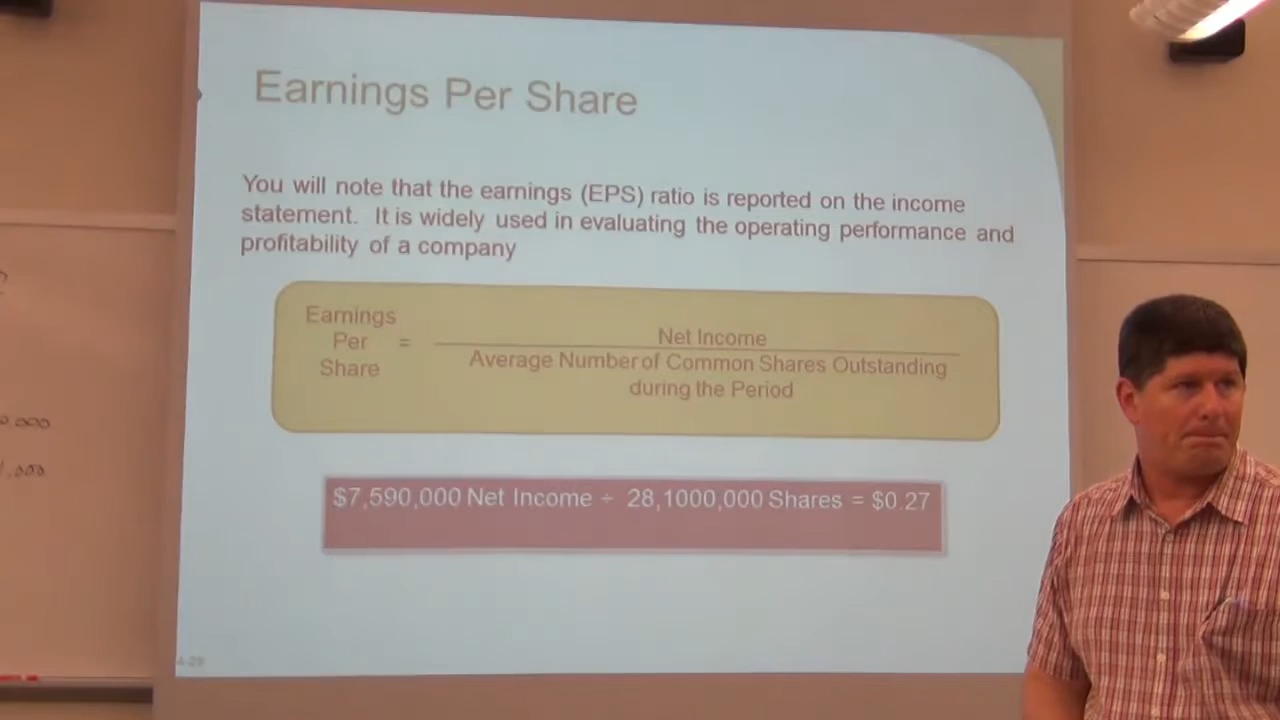 Earnings Per Share
You will note that the earnings (EPS) ratio is reported on the income
statement. It is widely used in evaluating the operating performance and
profitability of a company
Earnings
Per
Share
=
Net Income
Average Number of Common Shares Outstanding
during the Period
$7,590,000 Net Income ÷ 28,1000,000 Shares = $0.27
4-29